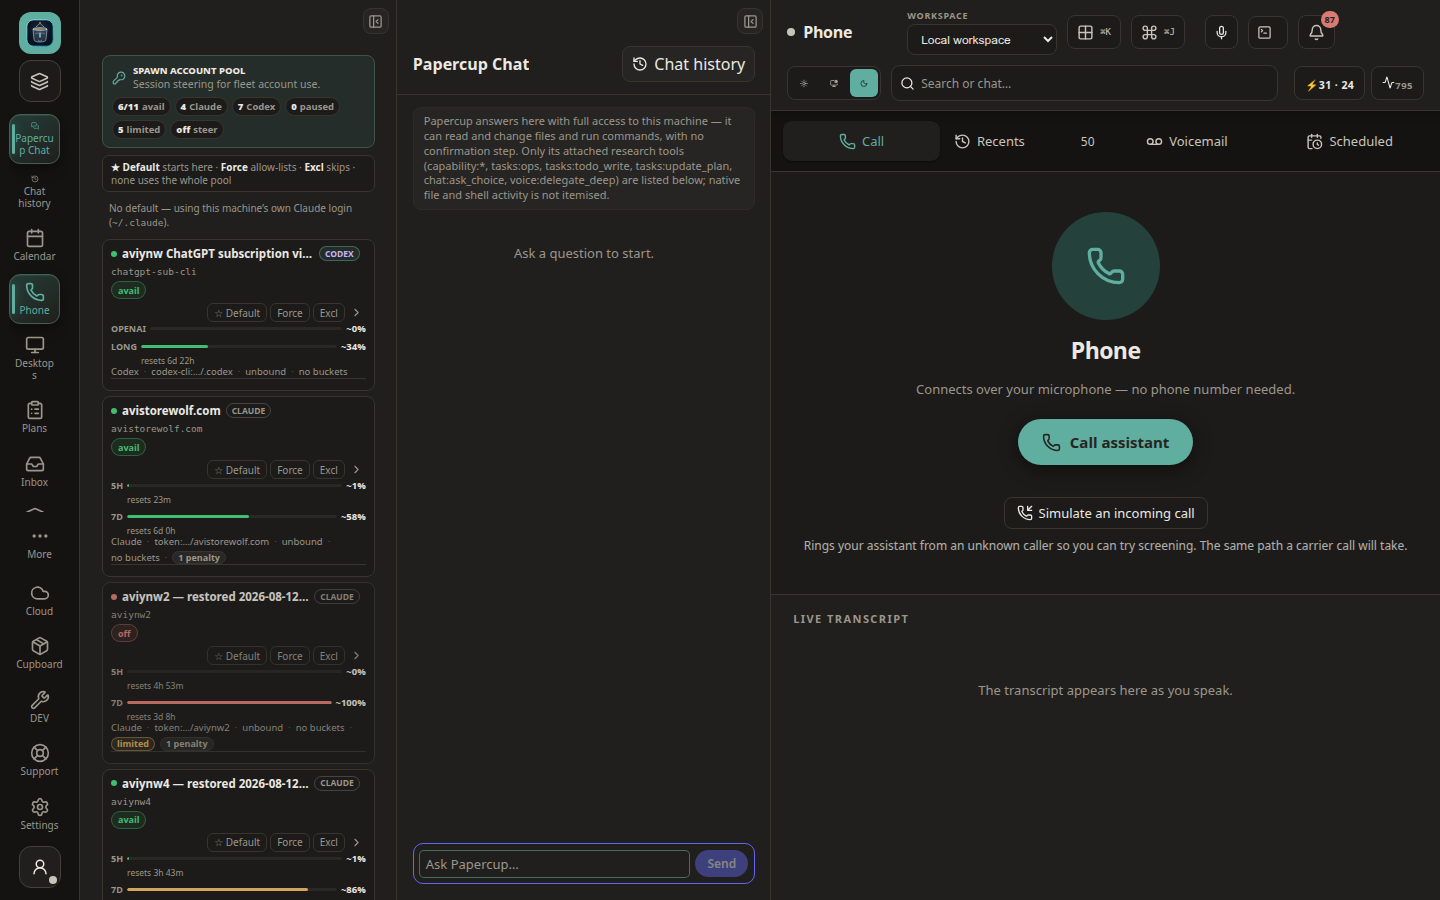 Papercu
p Chat
Chat
history
Calendar
Phone
Desktop
s
Plans
Inbox
More
Cloud
Cupboard
DEV
Support
Settings
SPAWN ACCOUNT POOL
Session steering for fleet account use.
6/11 avail
4 Claude
7 Codex
0 paused
5 limited
off steer
★ Default starts here · Force allow-lists · Excl skips ·
none uses the whole pool
No default — using this machine's own Claude login
(~/.claude).
aviynw ChatGPT subscription vi... CODEX
chatgpt-sub-cli
avail
☆ Default Force Excl
OPENAI ~0%
LONG ~34%
resets 6d 22h
Codex · codex-cli:.../.codex · unbound · no buckets
avistorewolf.com CLAUDE
avistorewolf.com
avail
☆ Default Force Excl
5H ~1%
resets 23m
7D ~58%
resets 6d 0h
Claude · token:.../avistorewolf.com · unbound ·
no buckets · 1 penalty
aviynw2 — restored 2026-08-12... CLAUDE
aviynw2
off
☆ Default Force Excl
5H ~0%
resets 4h 53m
7D ~100%
resets 3d 8h
Claude · token:.../aviynw2 · unbound · no buckets ·
limited 1 penalty
aviynw4 — restored 2026-08-12... CLAUDE
aviynw4
avail
☆ Default Force Excl
5H ~1%
resets 3h 43m
7D ~86%
Papercup Chat
Chat history
Papercup answers here with full access to this machine — it
can read and change files and run commands, with no
confirmation step. Only its attached research tools
(capability:*, tasks:ops, tasks:todo_write, tasks:update_plan,
chat:ask_choice, voice:delegate_deep) are listed below; native
file and shell activity is not itemised.
Ask a question to start.
Ask Papercup...
Send
Phone
WORKSPACE
Local workspace
⌘K
⌘J
87
Search or chat...
⚡31 · 24
795
Call
Recents
50
Voicemail
Scheduled
Phone
Connects over your microphone — no phone number needed.
Call assistant
Simulate an incoming call
Rings your assistant from an unknown caller so you can try screening. The same path a carrier call will take.
LIVE TRANSCRIPT
The transcript appears here as you speak.